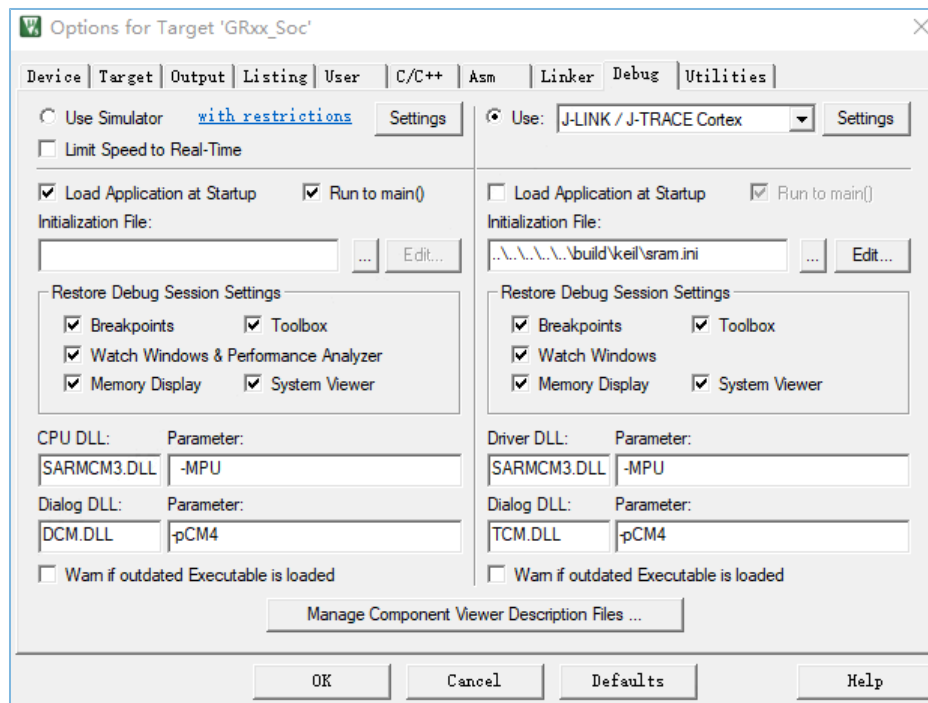 Options for Target 'GRxx_Soc'
Device Target Output Listing User C/C++ Asm Linker Debug Utilities
Use Simulator with restrictions Settings
Limit Speed to Real-Time
Use: J-LINK / J-TRACE Cortex Settings
Load Application at Startup Run to main()
Initialization File:
... Edit...
Restore Debug Session Settings
Breakpoints Toolbox
Watch Windows & Performance Analyzer
Memory Display System Viewer
Load Application at Startup Run to main()
Initialization File:
..\..\..\..\..\build\keil\sram.ini ... Edit...
Restore Debug Session Settings
Breakpoints Toolbox
Watch Windows
Memory Display System Viewer
CPU DLL: Parameter:
SARMCM3.DLL -MPU
Dialog DLL: Parameter:
DCM.DLL -pCM4
Warn if outdated Executable is loaded
Driver DLL: Parameter:
SARMCM3.DLL -MPU
Dialog DLL: Parameter:
TCM.DLL -pCM4
Warn if outdated Executable is loaded
Manage Component Viewer Description Files ...
OK Cancel Defaults Help